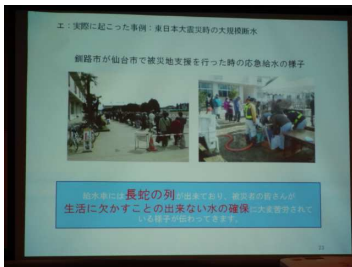 エ：実際に起こった事例：東日本大震災時の大規模断水
釧路市が仙台市で被災地支援を行った時の応急給水の様子
給水車には長蛇の列が出来ており、被災者の皆さんが
生活に欠かすことの出来ない水の確保に大変苦労されて
いる様子が伝わってきます。